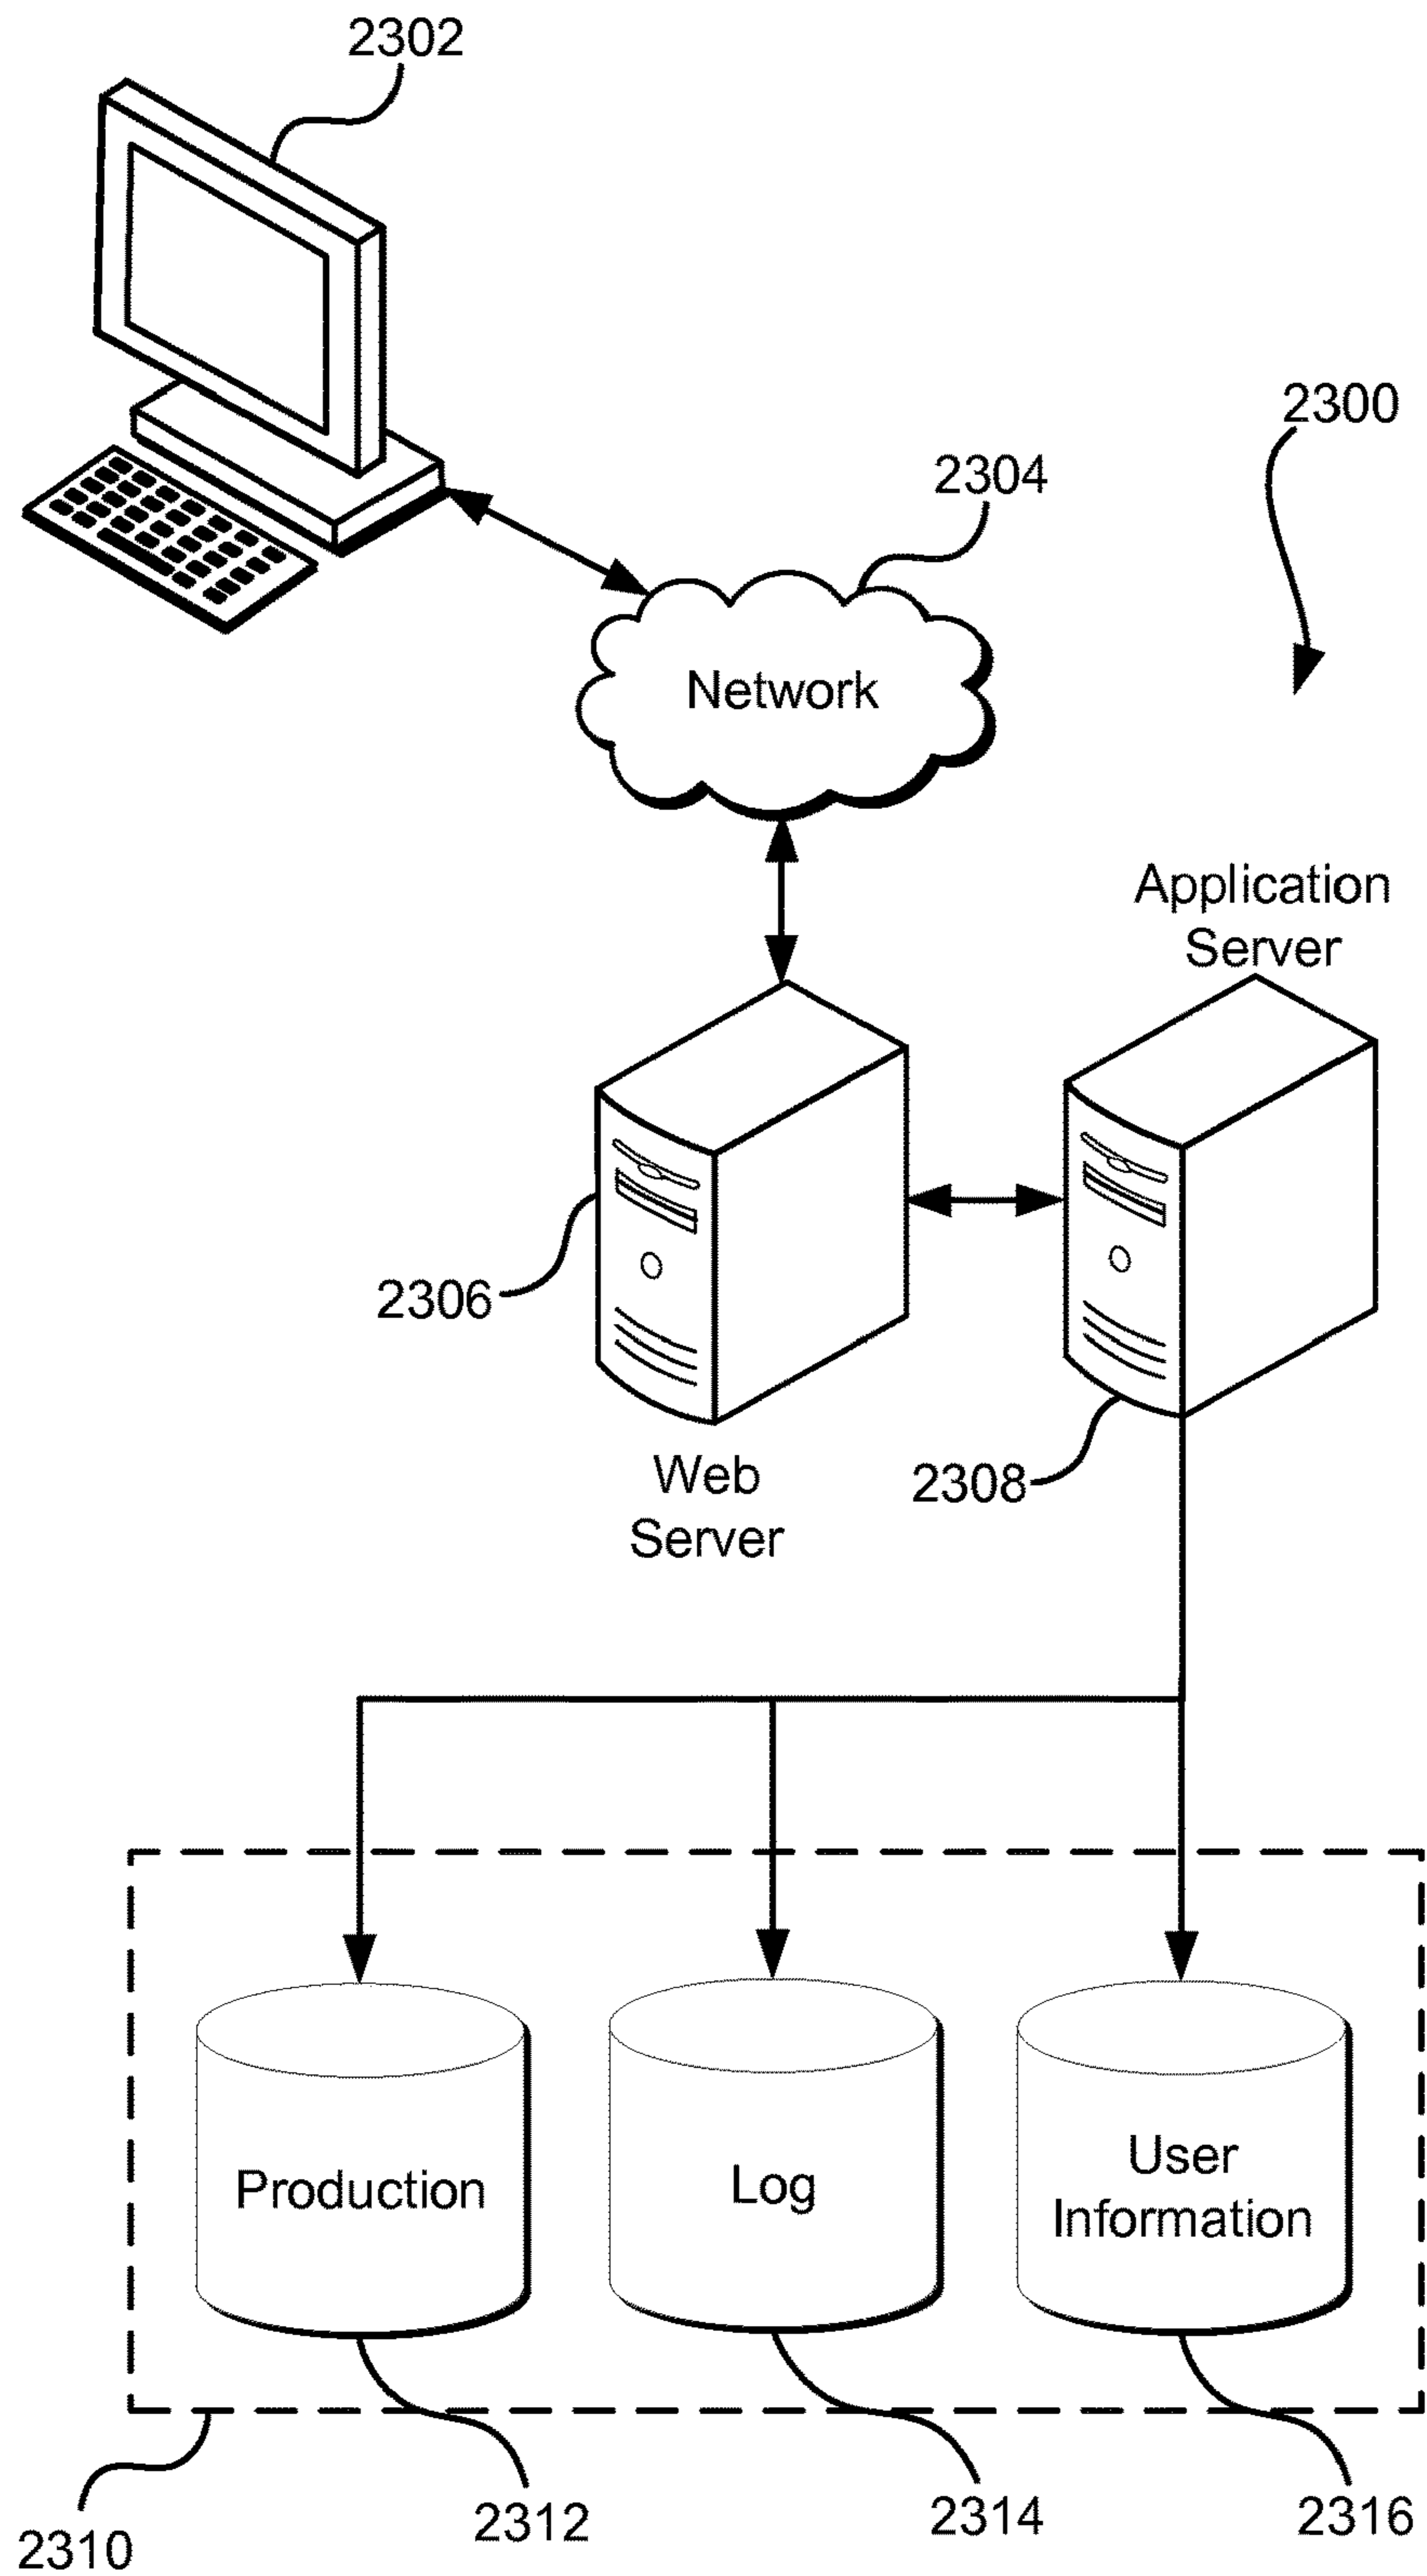 2302
2300
2304
Network
Application
Server
2306
2308
Web
Server
Production
Log
User
Information
2310
2312
2314
2316